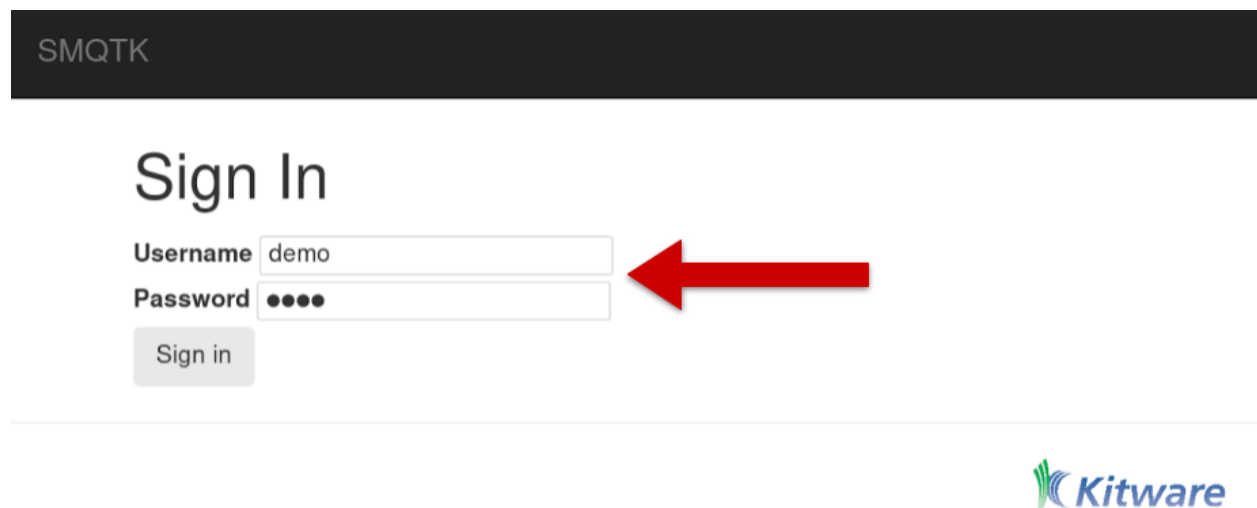 SMQTK
Sign In
Username demo
Password ●●●●
Sign in
Kitware